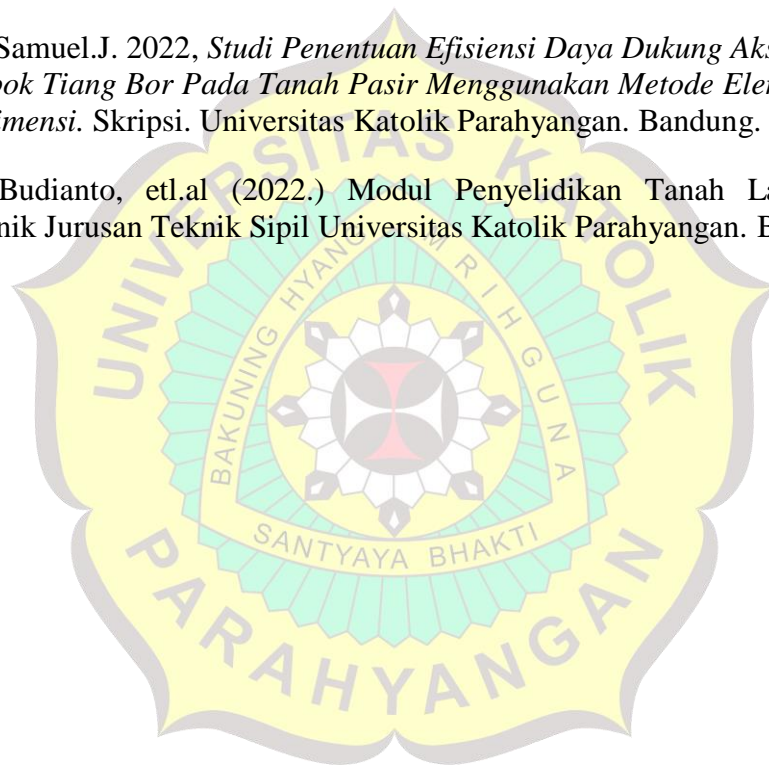 Samuel.J. 2022, Studi Penentuan Efisiensi Daya Dukung Aks
ok Tiang Bor Pada Tanah Pasir Menggunakan Metode Ele
imensi. Skripsi. Universitas Katolik Parahyangan. Bandung.
Budianto, etl.al (2022.) Modul Penyelidikan Tanah La
nik Jurusan Teknik Sipil Universitas Katolik Parahyangan. B
UNIVERSITAS KATOLIK
BAKUNING HYANG MRIHGUNA
SANTYAYA BHAKTI
PARAHYANGAN